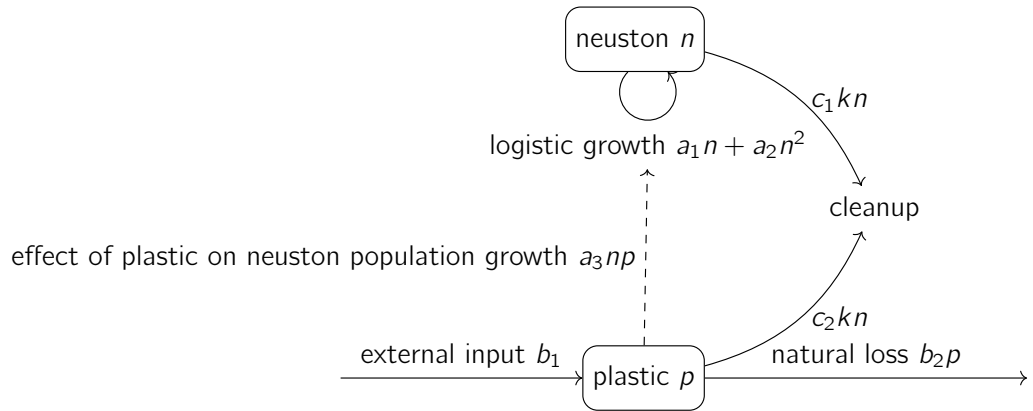 neuston n
c₁kn
logistic growth a₁n + a₂n²
cleanup
effect of plastic on neuston population growth a₃np
c₂kn
external input b₁
plastic p
natural loss b₂p